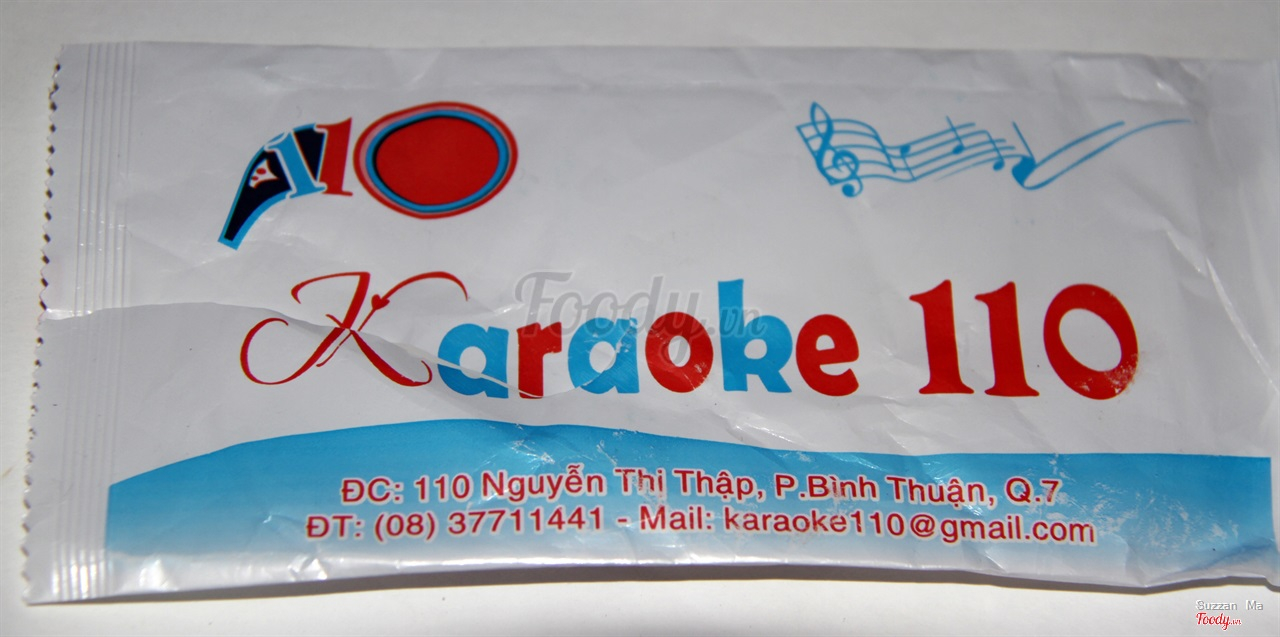 110
Foody.vn
Karaoke 110
ĐC: 110 Nguyễn Thi Thập, P.Bình Thuận, Q.7
ĐT: (08) 37711441 - Mail: karaoke110@gmail.com
Suzzan Ma
Foody.vn